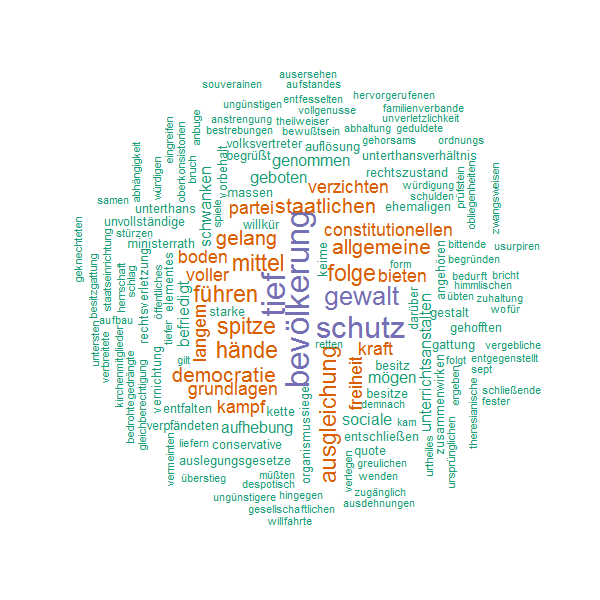 ausersehen
souverainen
aufstandes
hervorgerufenen
ungünstigen
entfesselten
vollgenusse
familienverbande
anstrengung
theilweiser
unverletzlichkeit
bestrebungen
bewußtsein
abhaltung
geduldete
volksvertreter
auflösung
gehorsams
ordnungs
begrüßt
genommen
unterthansverhältnis
geboten
rechtszustand
massen
verzichten
würdigung
schulden
eingreifen
oberkonsistorien
anbuge
bruch
vorbehalt
würdigen
abhängigkeit
samen
prüfstein
obliegenheiten
zwangsweisen
partei
staatlichen
ehemaligen
spiele
schwanken
unterthans
unvollständige
stürzen
willkür
constitutionellen
geknechteten
ministerrath
gelang
allgemeine
bittende
usurpiren
keime
form
begründen
angehören
boden
mittel
tief
bevölkerung
folge
bieten
bedurft
bricht
himmlischen
voller
elementes
öffentliches
rechtsverletzung
schlag
herrschaft
staatseinrichtung
besitzgattung
führen
gewalt
darüber
übten
zuhaltung
starke
gestalt
wofür
aufbau
befriedigt
tiefer
spitze
schutz
gehofften
langem
retten
unterrichtsanstalten
gattung
vergebliche
hände
kraft
entgegenstellt
gilt
vernichtung
untersten
verbreitete
kirchenmitglieder
bedrohtegedrängte
gleichberechtigung
democratie
ausgleichung
freiheit
besitz
folgt
sept
mögen
zusammenwirken
ergeben
grundlagen
besitze
schließende
demnach
fester
entfalten
kampf
kette
organismussiege
sociale
kam
theresianische
verpfändeten
aufhebung
entschließen
liefern
conservative
quote
urtheiles
ursprünglichen
vermeinten
auslegungsgesetze
greulichen
verlegen
überstieg
müßten
wenden
despotisch
zugänglich
ungünstigere
hingegen
ausdehnungen
gesellschaftlichen
willfahrte